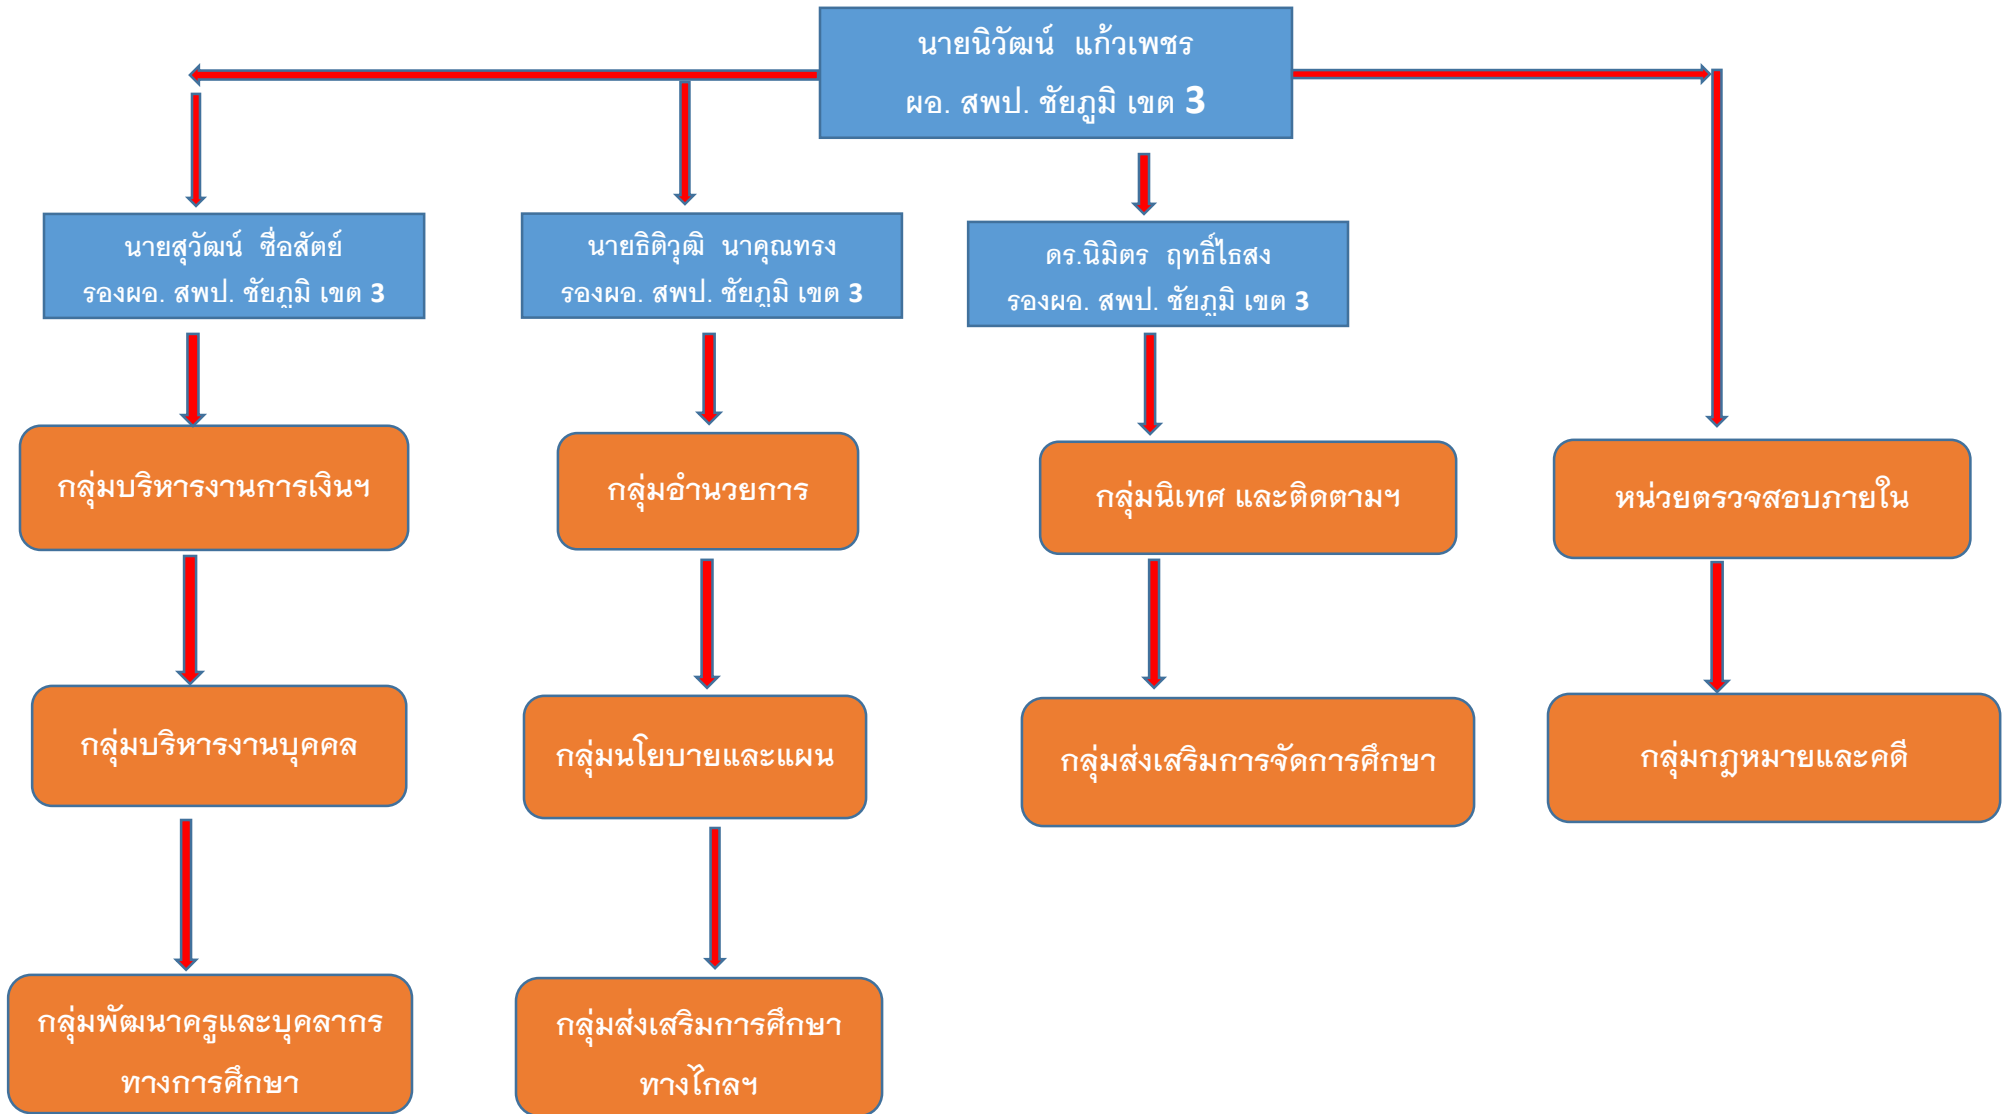 นายนิวัฒน์ แก้วเพชร
ผอ. สพป. ชัยภูมิ เขต 3
นายสุวัฒน์ ซื่อสัตย์
รองผอ. สพป. ชัยภูมิ เขต 3
นายธิติวุฒิ นาคุณทรง
รองผอ. สพป. ชัยภูมิ เขต 3
ดร.นิมิตร ฤทธิ์ไธสง
รองผอ. สพป. ชัยภูมิ เขต 3
กลุ่มบริหารงานการเงินฯ
กลุ่มอำนวยการ
กลุ่มนิเทศ และติดตามฯ
หน่วยตรวจสอบภายใน
กลุ่มบริหารงานบุคคล
กลุ่มนโยบายและแผน
กลุ่มส่งเสริมการจัดการศึกษา
กลุ่มกฎหมายและคดี
กลุ่มพัฒนาครูและบุคลากร
ทางการศึกษา
กลุ่มส่งเสริมการศึกษา
ทางไกลฯ